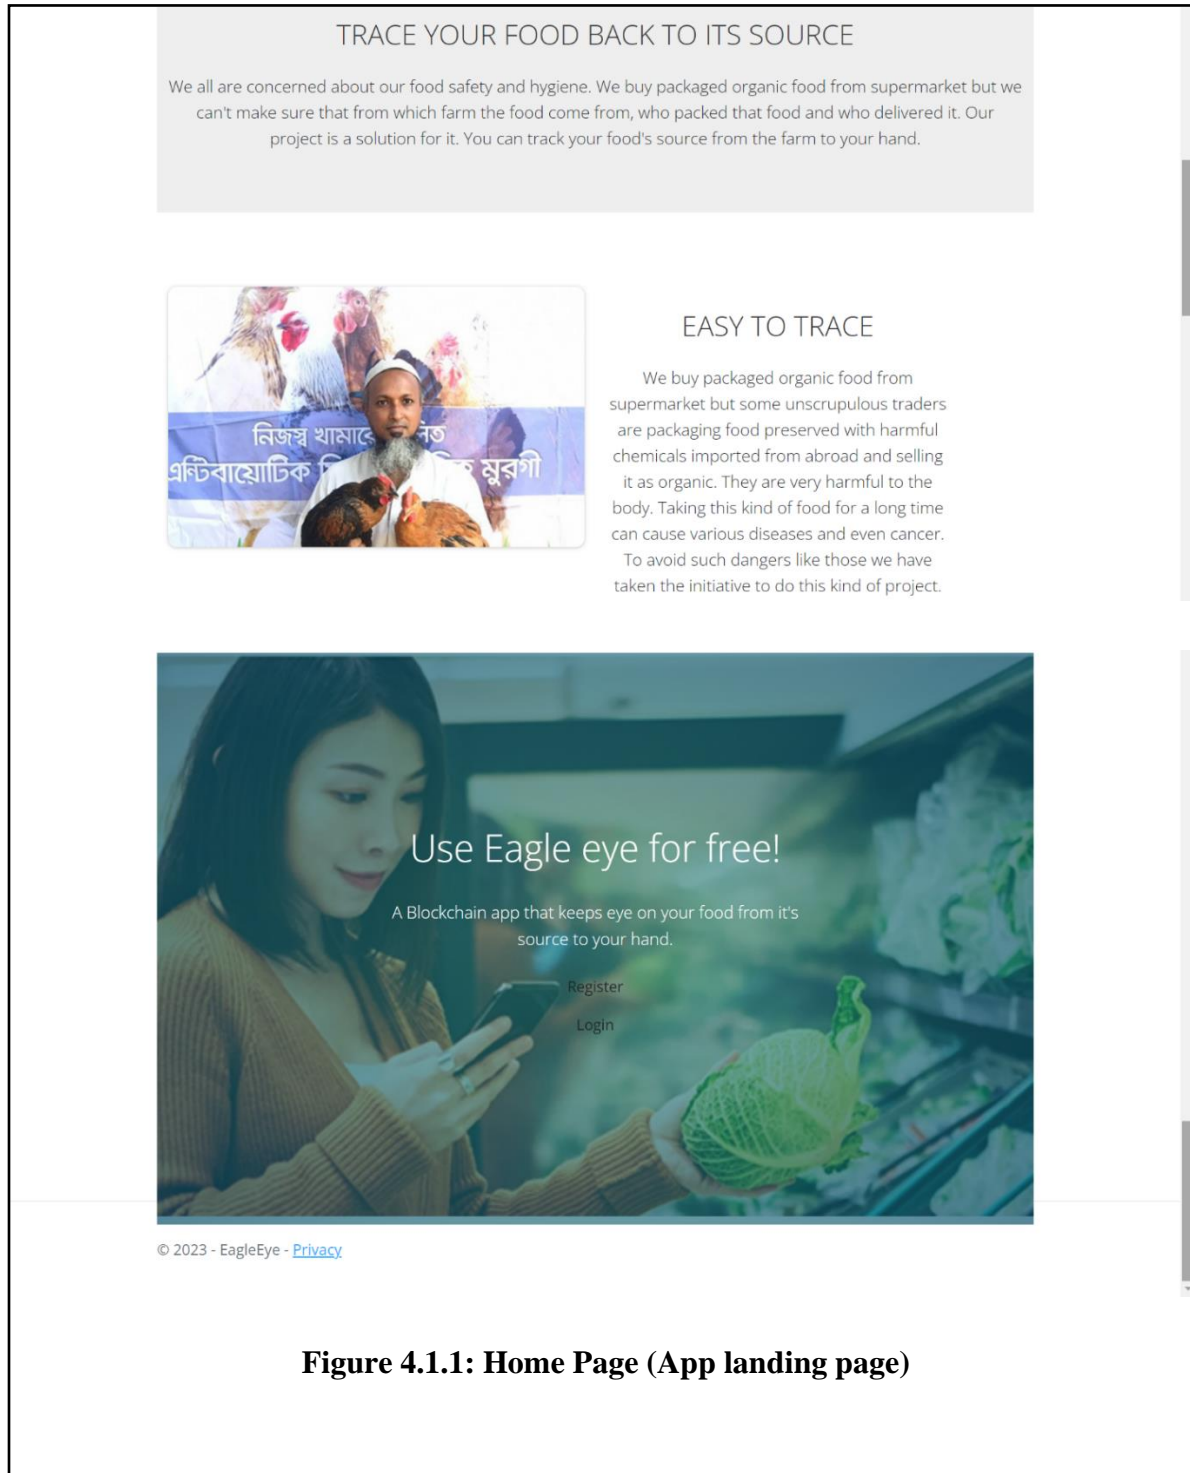 TRACE YOUR FOOD BACK TO ITS SOURCE
We all are concerned about our food safety and hygiene. We buy packaged organic food from supermarket but we
can't make sure that from which farm the food come from, who packed that food and who delivered it. Our
project is a solution for it. You can track your food's source from the farm to your hand.
নিজস্ব
এন্টিবায়োটিক মুরগী
EASY TO TRACE
We buy packaged organic food from
supermarket but some unscrupulous traders
are packaging food preserved with harmful
chemicals imported from abroad and selling
it as organic. They are very harmful to the
body. Taking this kind of food for a long time
can cause various diseases and even cancer.
To avoid such dangers like those we have
taken the initiative to do this kind of project.
Use Eagle eye for free!
A Blockchain app that keeps eye on your food from it's
source to your hand.
Register
Login
© 2023 - EagleEye - Privacy
Figure 4.1.1: Home Page (App landing page)